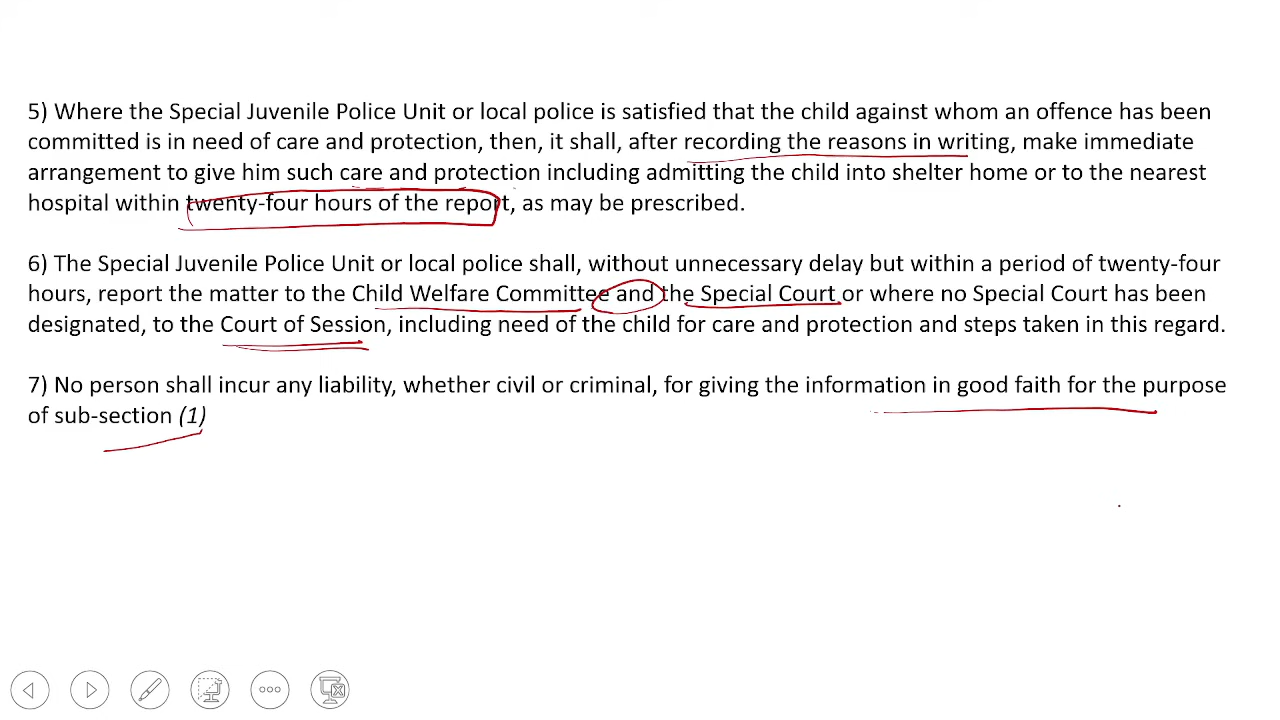 5) Where the Special Juvenile Police Unit or local police is satisfied that the child against whom an offence has been
committed is in need of care and protection, then, it shall, after recording the reasons in writing, make immediate
arrangement to give him such care and protection including admitting the child into shelter home or to the nearest
hospital within twenty-four hours of the report, as may be prescribed.
6) The Special Juvenile Police Unit or local police shall, without unnecessary delay but within a period of twenty-four
hours, report the matter to the Child Welfare Committee and the Special Court or where no Special Court has been
designated, to the Court of Session, including need of the child for care and protection and steps taken in this regard.
7) No person shall incur any liability, whether civil or criminal, for giving the information in good faith for the purpose
of sub-section (1)